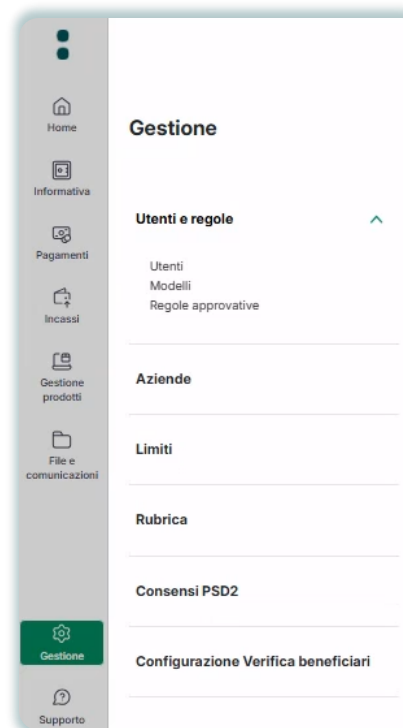 Home
Informativa
Pagamenti
Incassi
Gestione
prodotti
File e
comunicazioni
Gestione
Supporto
Gestione
Utenti e regole
Utenti
Modelli
Regole approvative
Aziende
Limiti
Rubrica
Consensi PSD2
Configurazione Verifica beneficiari